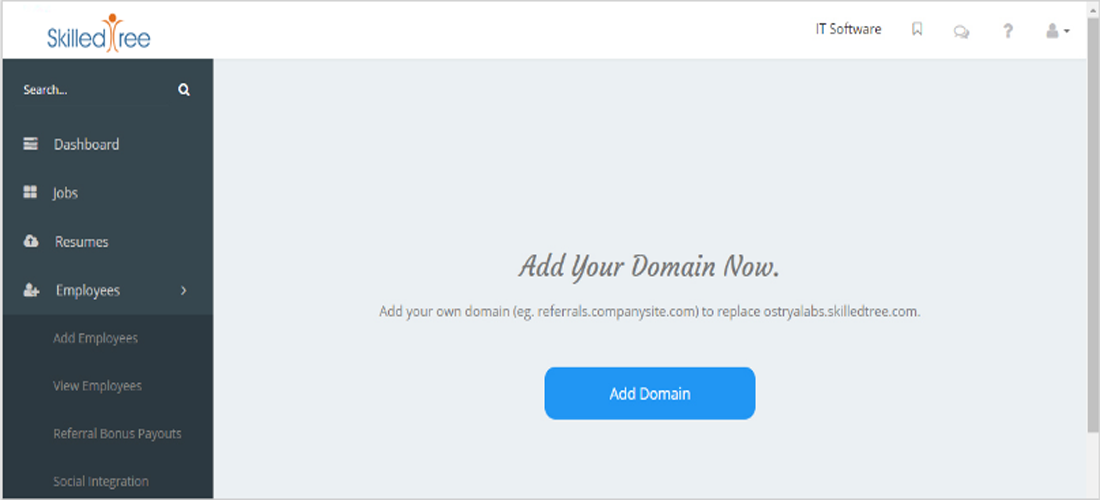 SkilledTree
IT Software
Search...
Dashboard
Jobs
Resumes
Employees
Add Employees
View Employees
Referral Bonus Payouts
Social Integration
Add Your Domain Now.
Add your own domain (eg. referrals.companysite.com) to replace ostryalabs.skilledtree.com.
Add Domain